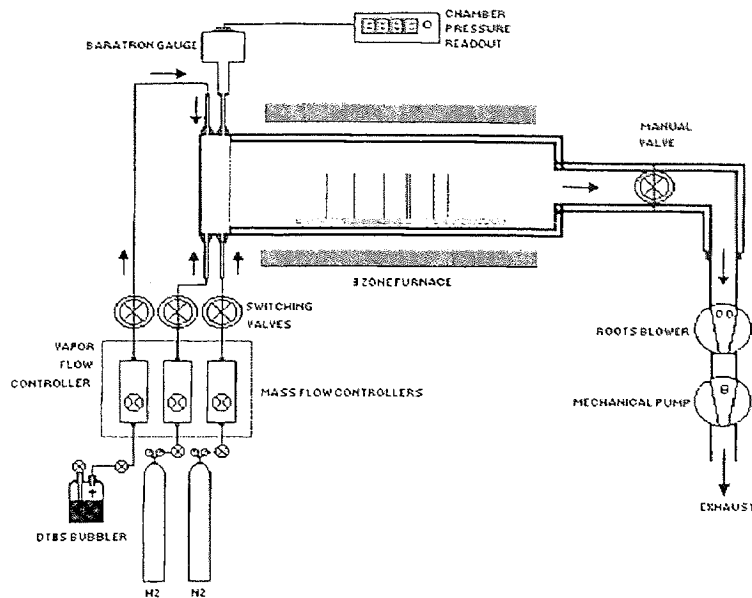 CHAMBER
PRESSURE
READOUT
BARATRON GAUGE
MANUAL
VALVE
3 ZONE FURNACE
SWITCHING
VALVES
VAPOR
FLOW
CONTROLLER
MASS FLOW CONTROLLERS
ROOTS BLOWER
MECHANICAL PUMP
DTBS BUBBLER
EXHAUST
H2
N2